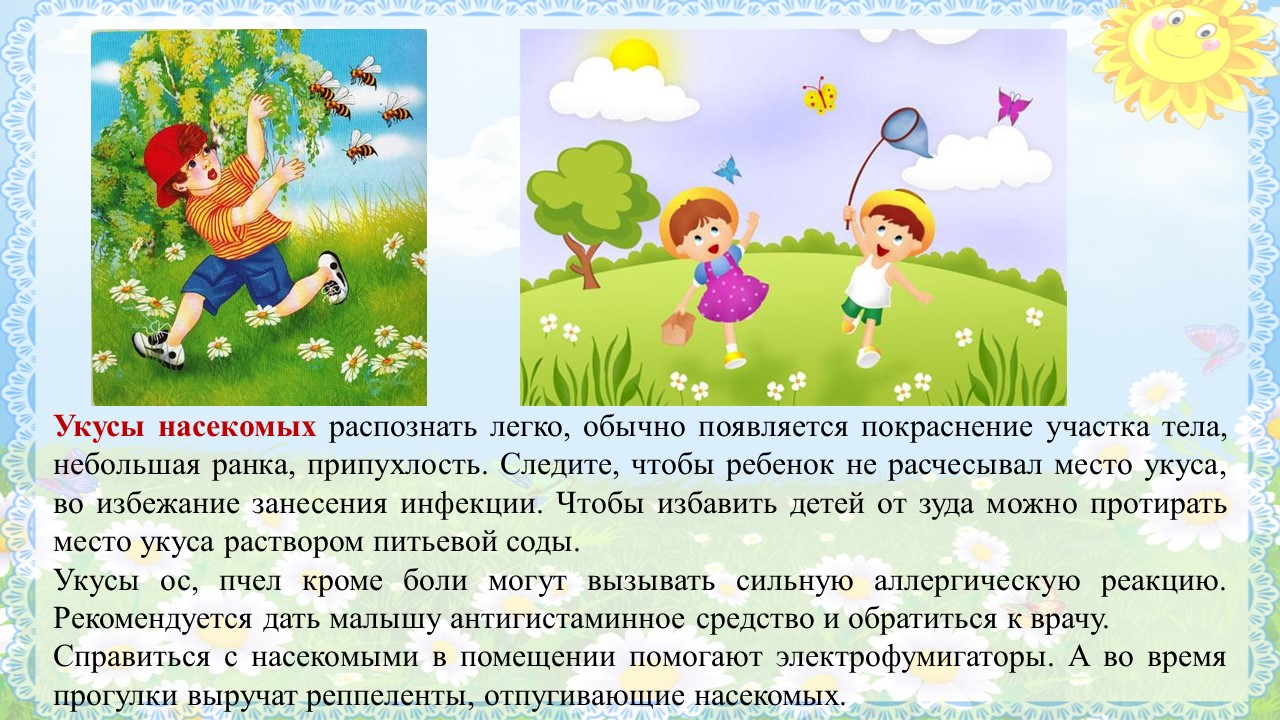 Укусы насекомых распознать легко, обычно появляется покраснение участка тела,
небольшая ранка, припухлость. Следите, чтобы ребенок не расчесывал место укуса,
во избежание занесения инфекции. Чтобы избавить детей от зуда можно протирать
место укуса раствором питьевой соды.
Укусы ос, пчел кроме боли могут вызывать сильную аллергическую реакцию.
Рекомендуется дать малышу антигистаминное средство и обратиться к врачу.
Справиться с насекомыми в помещении помогают электрофумигаторы. А во время
прогулки выручат реппеленты, отпугивающие насекомых.